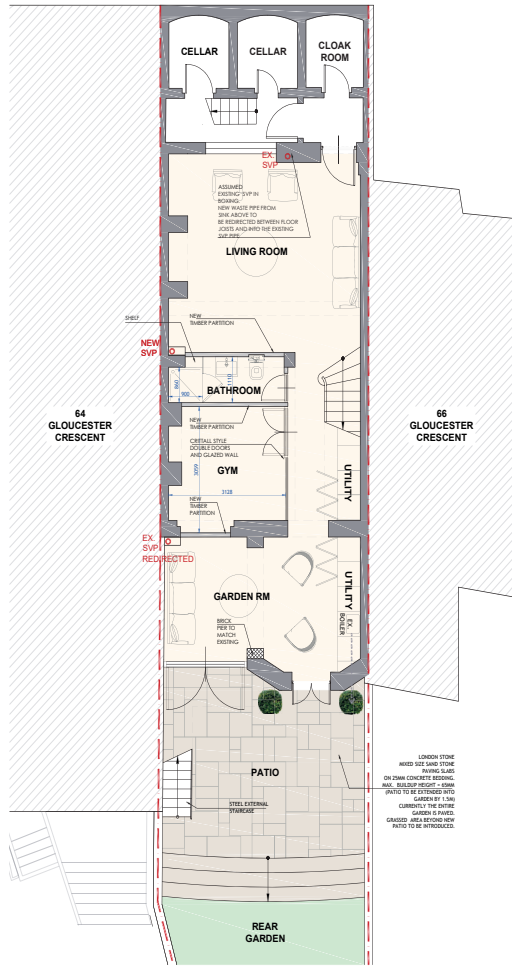 CELLAR
CELLAR
CLOAK
ROOM
EX.
SVP
ASSUMED
EXISTING SVP IN
BOXING.
NEW WASTE PIPE FROM
SINK ABOVE TO
BE REDIRECTED BETWEEN FLOOR
JOISTS AND INTO THE EXISTING
SVP PIPE
LIVING ROOM
SHELF
NEW
TIMBER PARTITION
NEW
SVP
860
900
1110
BATHROOM
64
GLOUCESTER
CRESCENT
66
GLOUCESTER
CRESCENT
NEW
TIMBER PARTITION
CRITTALL STYLE
DOUBLE DOORS
AND GLAZED WALL
GYM
3059
3128
UTILITY
NEW
TIMBER
PARTITION
EX.
SVP
REDIRECTED
GARDEN RM
UTILITY
EX.
BOILER
BRICK
PIER TO
MATCH
EXISTING
PATIO
LONDON STONE
MIXED SIZE SAND STONE
PAVING SLABS
ON 25MM CONCRETE BEDDING.
MAX. BUILDUP HEIGHT = 65MM
(PATIO TO BE EXTENDED INTO
GARDEN BY 1.5M)
CURRENTLY THE ENTIRE
GARDEN IS PAVED.
GRASSED AREA BEYOND NEW
PATIO TO BE INTRODUCED.
STEEL EXTERNAL
STAIRCASE
REAR
GARDEN